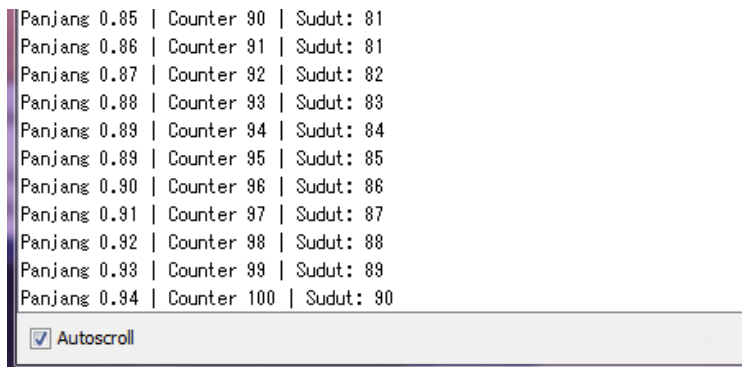 Panjang 0.85 | Counter 90 | Sudut: 81
Panjang 0.86 | Counter 91 | Sudut: 81
Panjang 0.87 | Counter 92 | Sudut: 82
Panjang 0.88 | Counter 93 | Sudut: 83
Panjang 0.89 | Counter 94 | Sudut: 84
Panjang 0.89 | Counter 95 | Sudut: 85
Panjang 0.90 | Counter 96 | Sudut: 86
Panjang 0.91 | Counter 97 | Sudut: 87
Panjang 0.92 | Counter 98 | Sudut: 88
Panjang 0.93 | Counter 99 | Sudut: 89
Panjang 0.94 | Counter 100 | Sudut: 90
Autoscroll